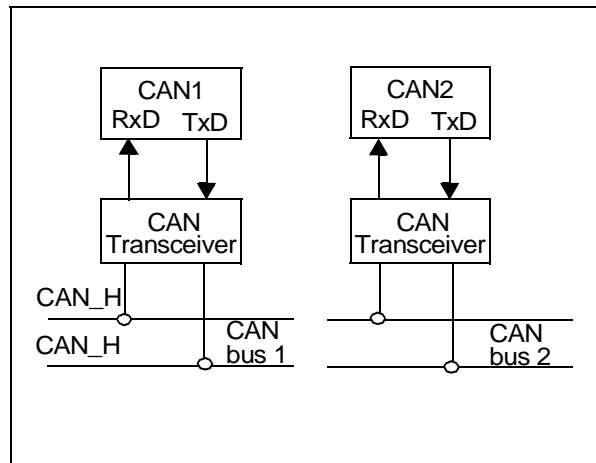 CAN1
RxD TxD
CAN
Transceiver
CAN_H
CAN_H
CAN
bus 1
CAN2
RxD TxD
CAN
Transceiver
CAN
bus 2